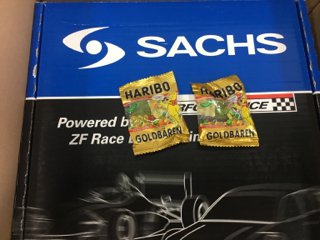 SACHS
HARIBO
HARIBO
GOLDBÄREN
GOLDBÄREN
Powered by
ZF Race